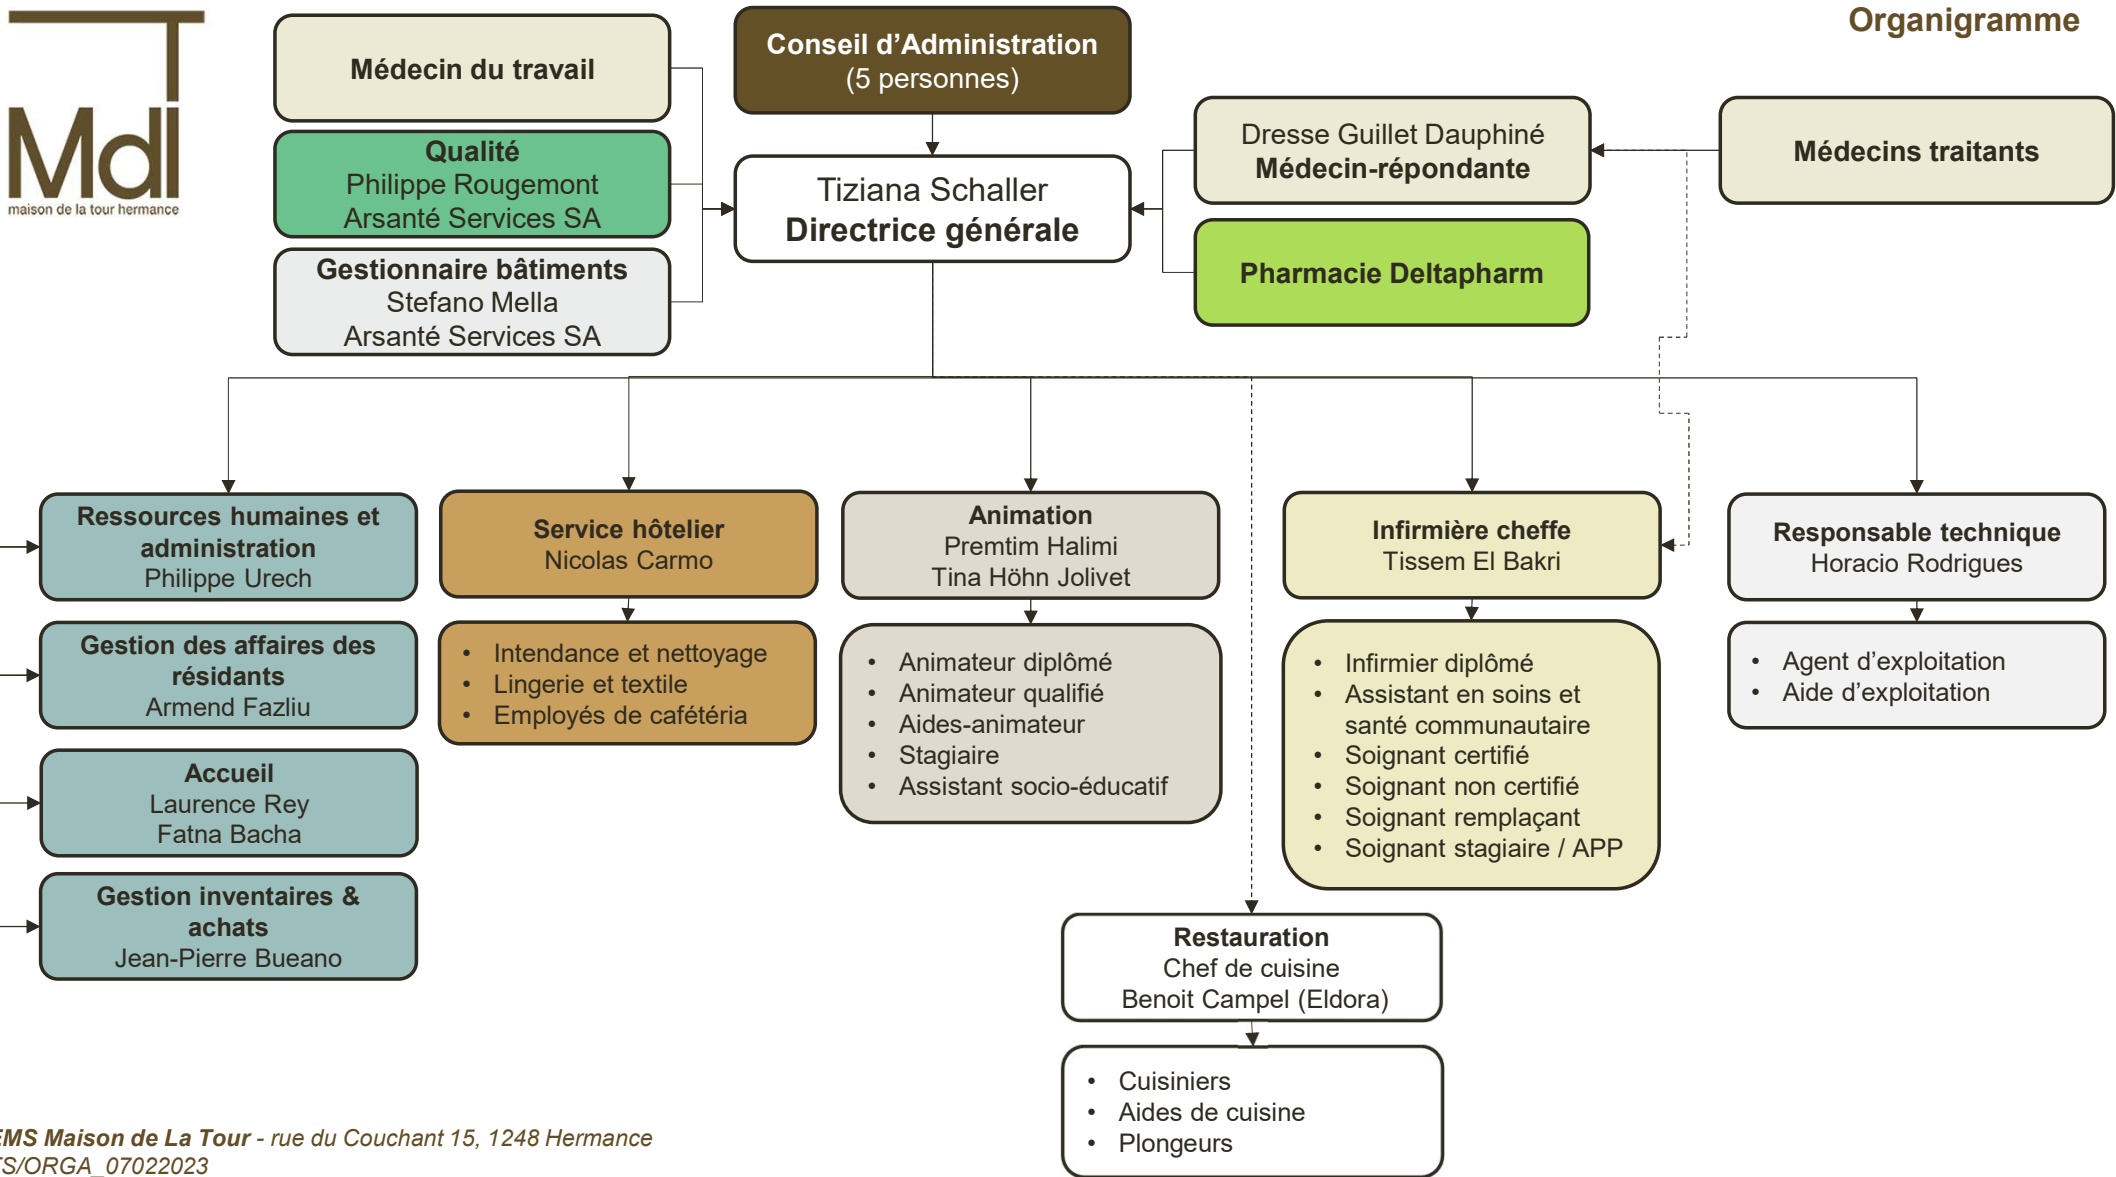 Organigramme
Mdl
maison de la tour hermance
Médecin du travail
Conseil d'Administration
(5 personnes)
Qualité
Philippe Rougemont
Arsanté Services SA
Gestionnaire bâtiments
Stefano Mella
Arsanté Services SA
Tiziana Schaller
Directrice générale
Dresse Guillet Dauphiné
Médecin-répondante
Pharmacie Deltapharm
Médecins traitants
Ressources humaines et
administration
Philippe Urech
Gestion des affaires des
résidants
Armend Fazliu
Accueil
Laurence Rey
Fatna Bacha
Gestion inventaires &
achats
Jean-Pierre Bueano
Service hôtelier
Nicolas Carmo
• Intendance et nettoyage
• Lingerie et textile
• Employés de cafétéria
Animation
Premtim Halimi
Tina Höhn Jolivet
• Animateur diplômé
• Animateur qualifié
• Aides-animateur
• Stagiaire
• Assistant socio-éducatif
Infirmière cheffe
Tissem El Bakri
• Infirmier diplômé
• Assistant en soins et
santé communautaire
• Soignant certifié
• Soignant non certifié
• Soignant remplaçant
• Soignant stagiaire / APP
Responsable technique
Horacio Rodrigues
• Agent d'exploitation
• Aide d'exploitation
Restauration
Chef de cuisine
Benoit Campel (Eldora)
• Cuisiniers
• Aides de cuisine
• Plongeurs
EMS Maison de La Tour - rue du Couchant 15, 1248 Hermance
TS/ORGA_07022023